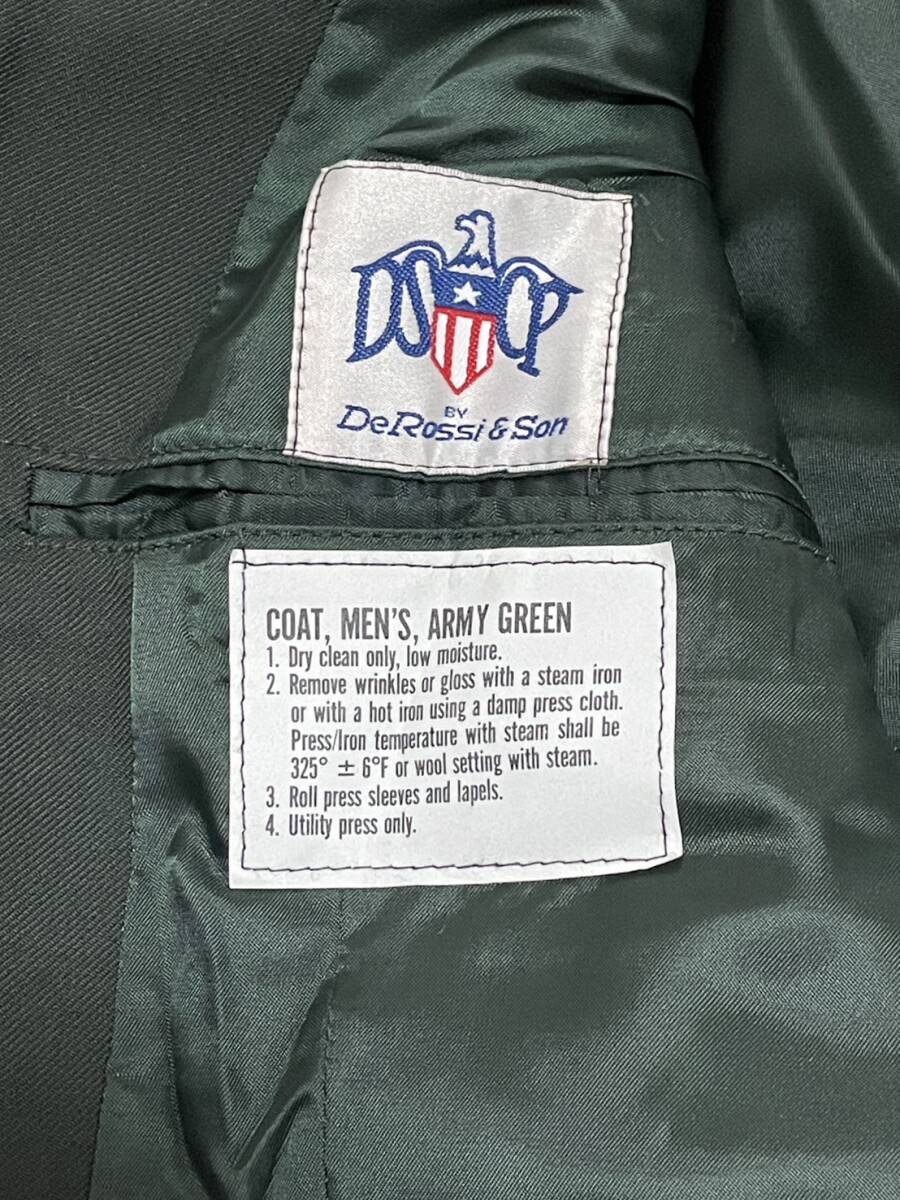 DSCP
BY
DeRossi & Son
COAT, MEN'S, ARMY GREEN
1. Dry clean only, low moisture.
2. Remove wrinkles or gloss with a steam iron
or with a hot iron using a damp press cloth.
Press/Iron temperature with steam shall be
325° ± 6°F or wool setting with steam.
3. Roll press sleeves and lapels.
4. Utility press only.